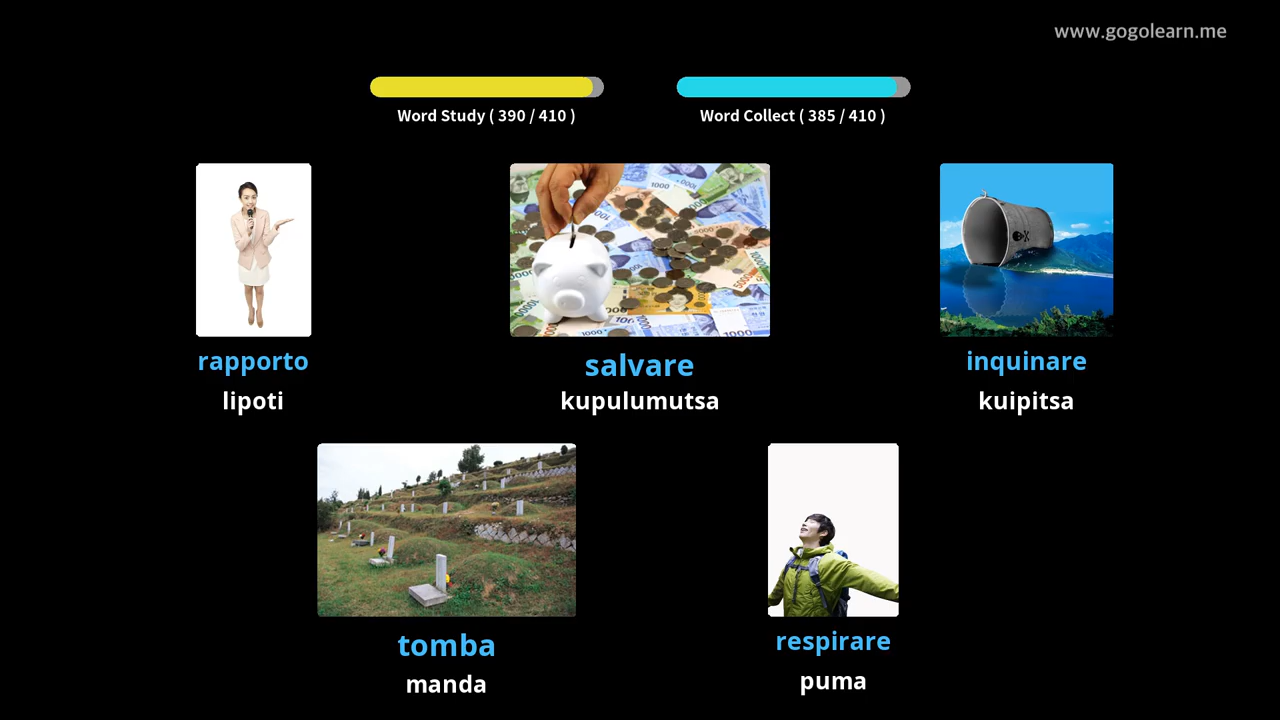 www.gogolearn.me
Word Study ( 390 / 410 )
Word Collect ( 385 / 410 )
rapporto
lipoti
salvare
kupulumutsa
inquinare
kuipitsa
tomba
manda
respirare
puma